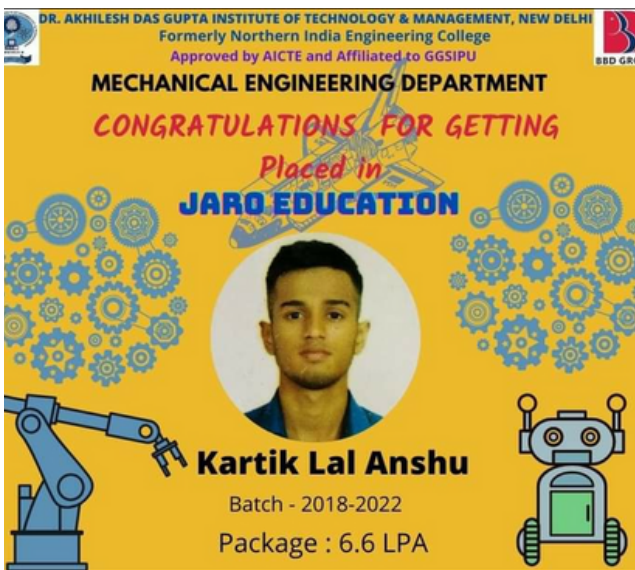 DR. AKHILESH DAS GUPTA INSTITUTE OF TECHNOLOGY & MANAGEMENT, NEW DELHI
Formerly Northern India Engineering College
Approved by AICTE and Affiliated to GGSIPU
BBD GRO
MECHANICAL ENGINEERING DEPARTMENT
CONGRATULATIONS FOR GETTING
Placed in
JARO EDUCATION
Kartik Lal Anshu
Batch - 2018-2022
Package : 6.6 LPA